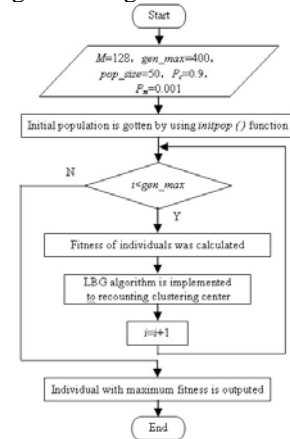 Start
M=128, gen_max=400,
pop_size=50, Pc=0.9,
Pm=0.001
Initial population is gotten by using initpop () function
N
i<gen_max
Y
Fitness of individuals was calculated
LBG algorithm is implemented
to recounting clustering center
i=i+1
Individual with maximum fitness is outputed
End